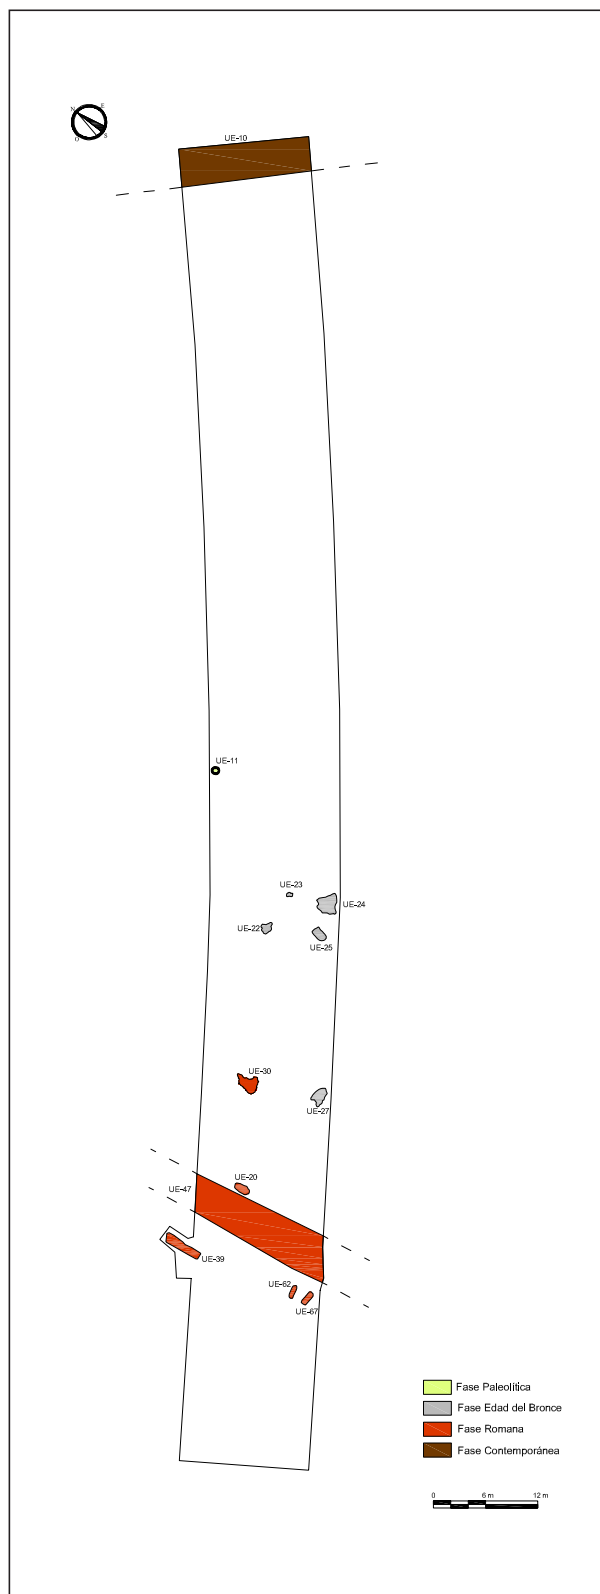 N E
O S
UE-10
UE-11
UE-23
UE-24
UE-22
UE-25
UE-30
UE-27
UE-20
UE-47
UE-39
UE-62
UE-67
Fase Paleolítica
Fase Edad del Bronce
Fase Romana
Fase Contemporánea
0 6 m 12 m